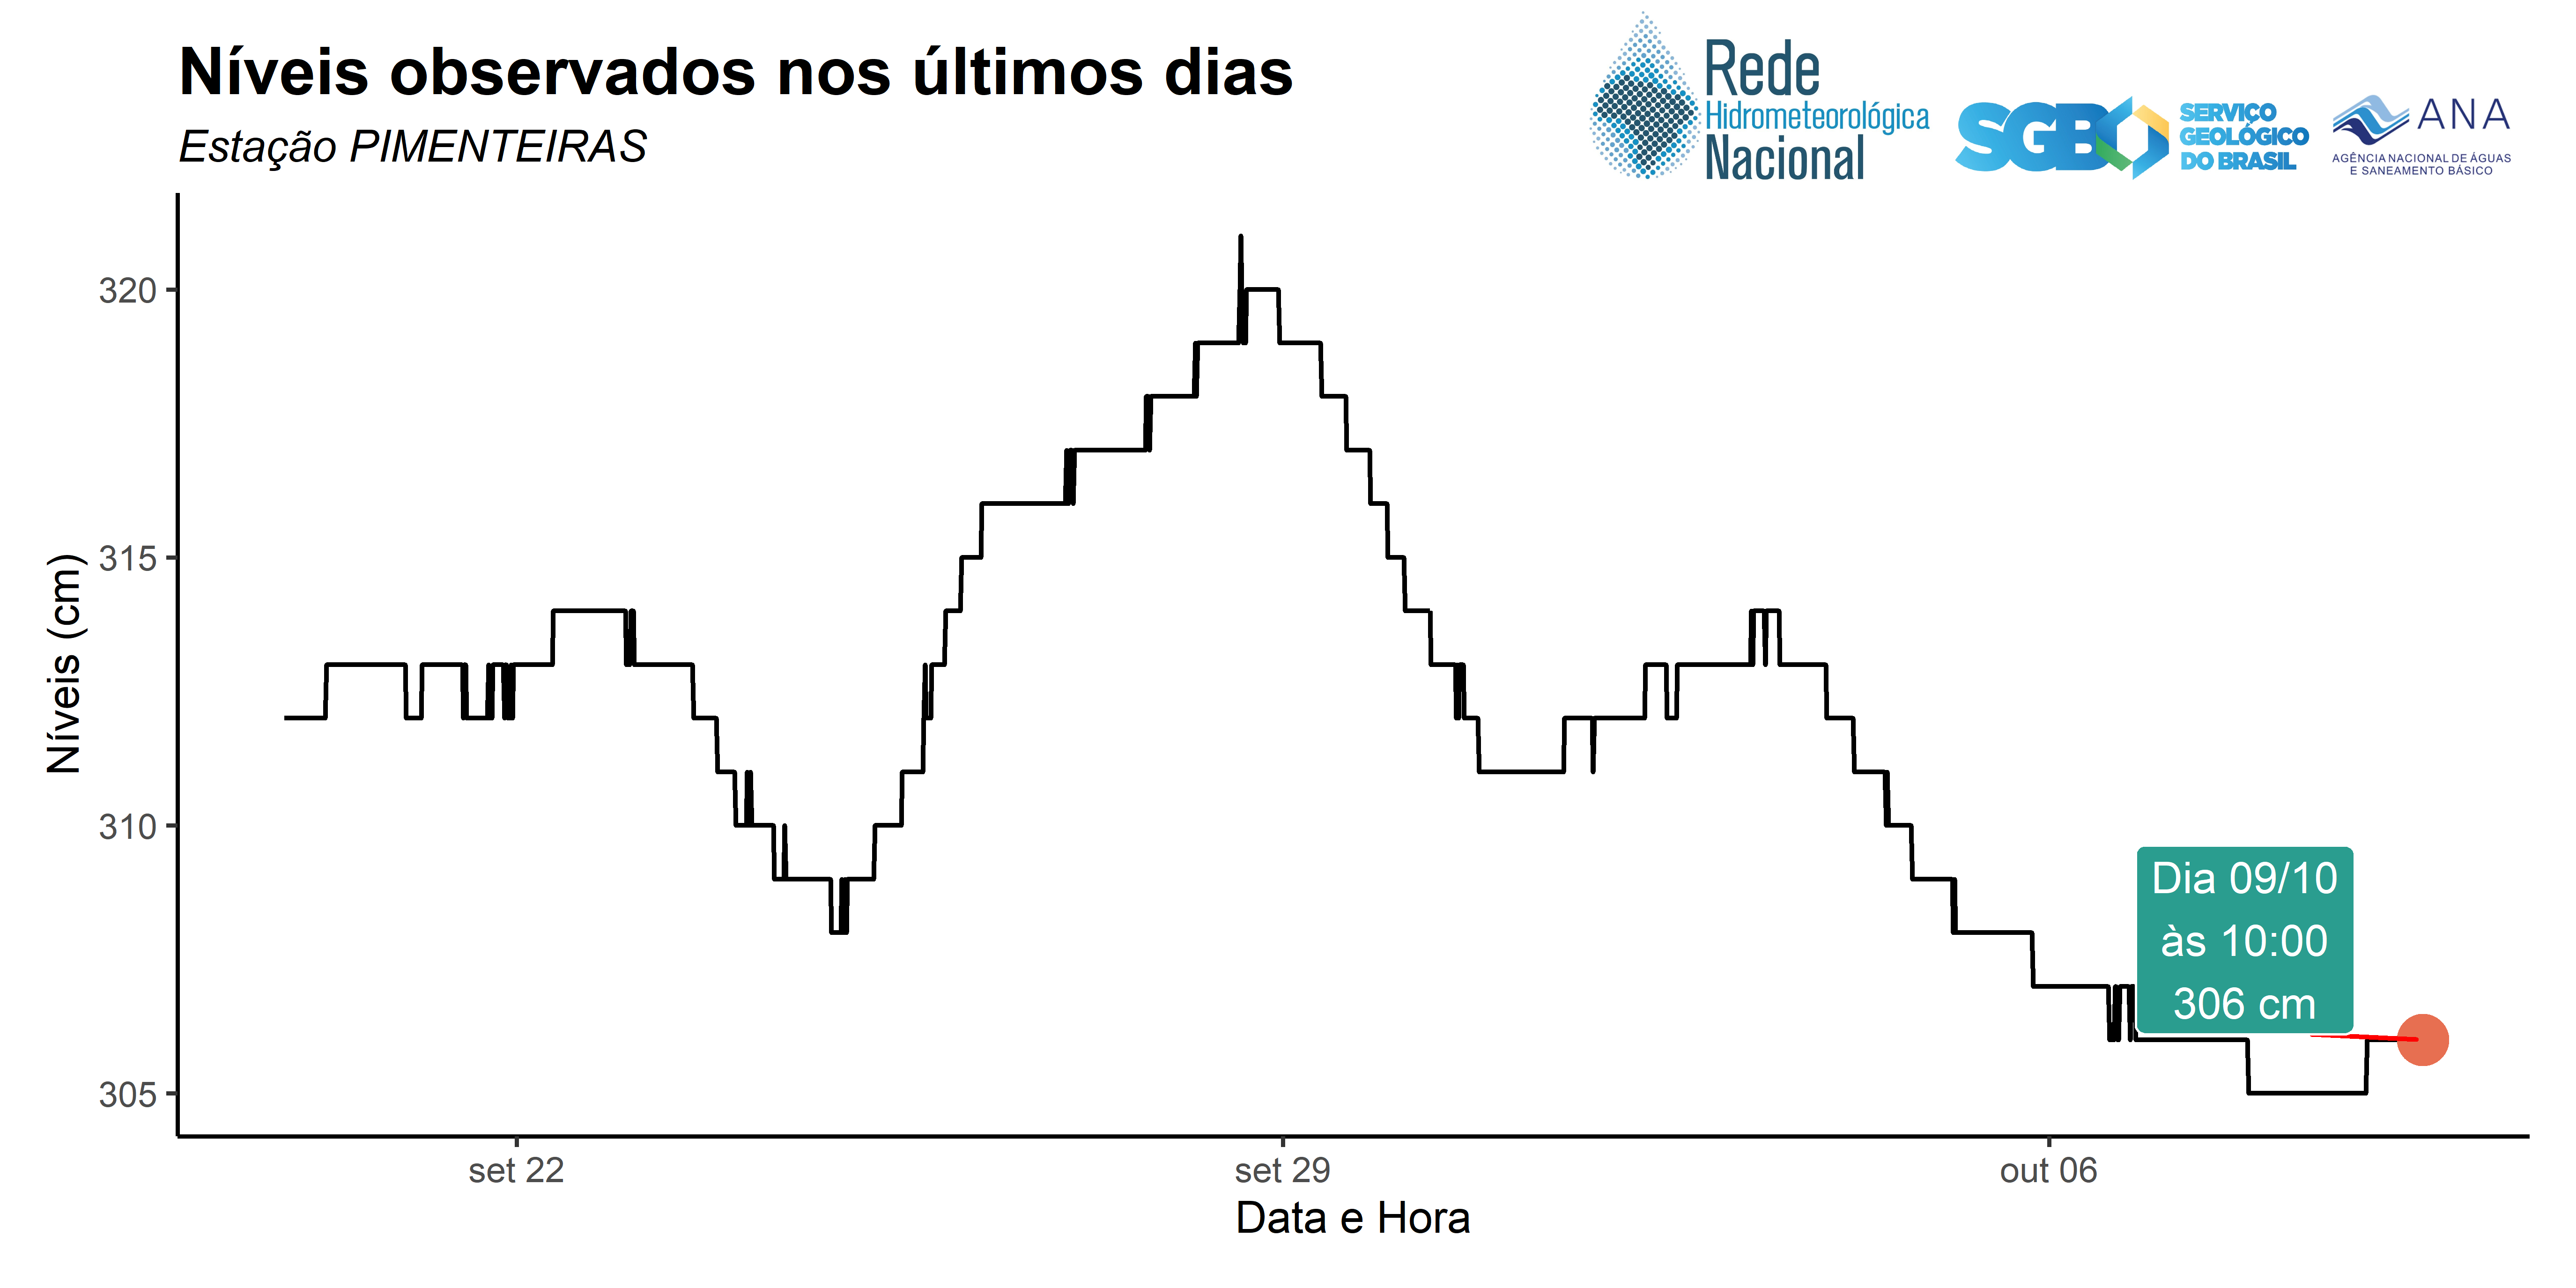 Níveis observados nos últimos dias
Estação PIMENTEIRAS
Rede
Hidrometeorológica
Nacional
SGB
SERVIÇO
GEOLÓGICO
DO BRASIL
ANA
AGÊNCIA NACIONAL DE ÁGUAS
E SANEAMENTO BÁSICO
Níveis (cm)
320
315
310
305
Dia 09/10
às 10:00
306 cm
set 22
set 29
out 06
Data e Hora